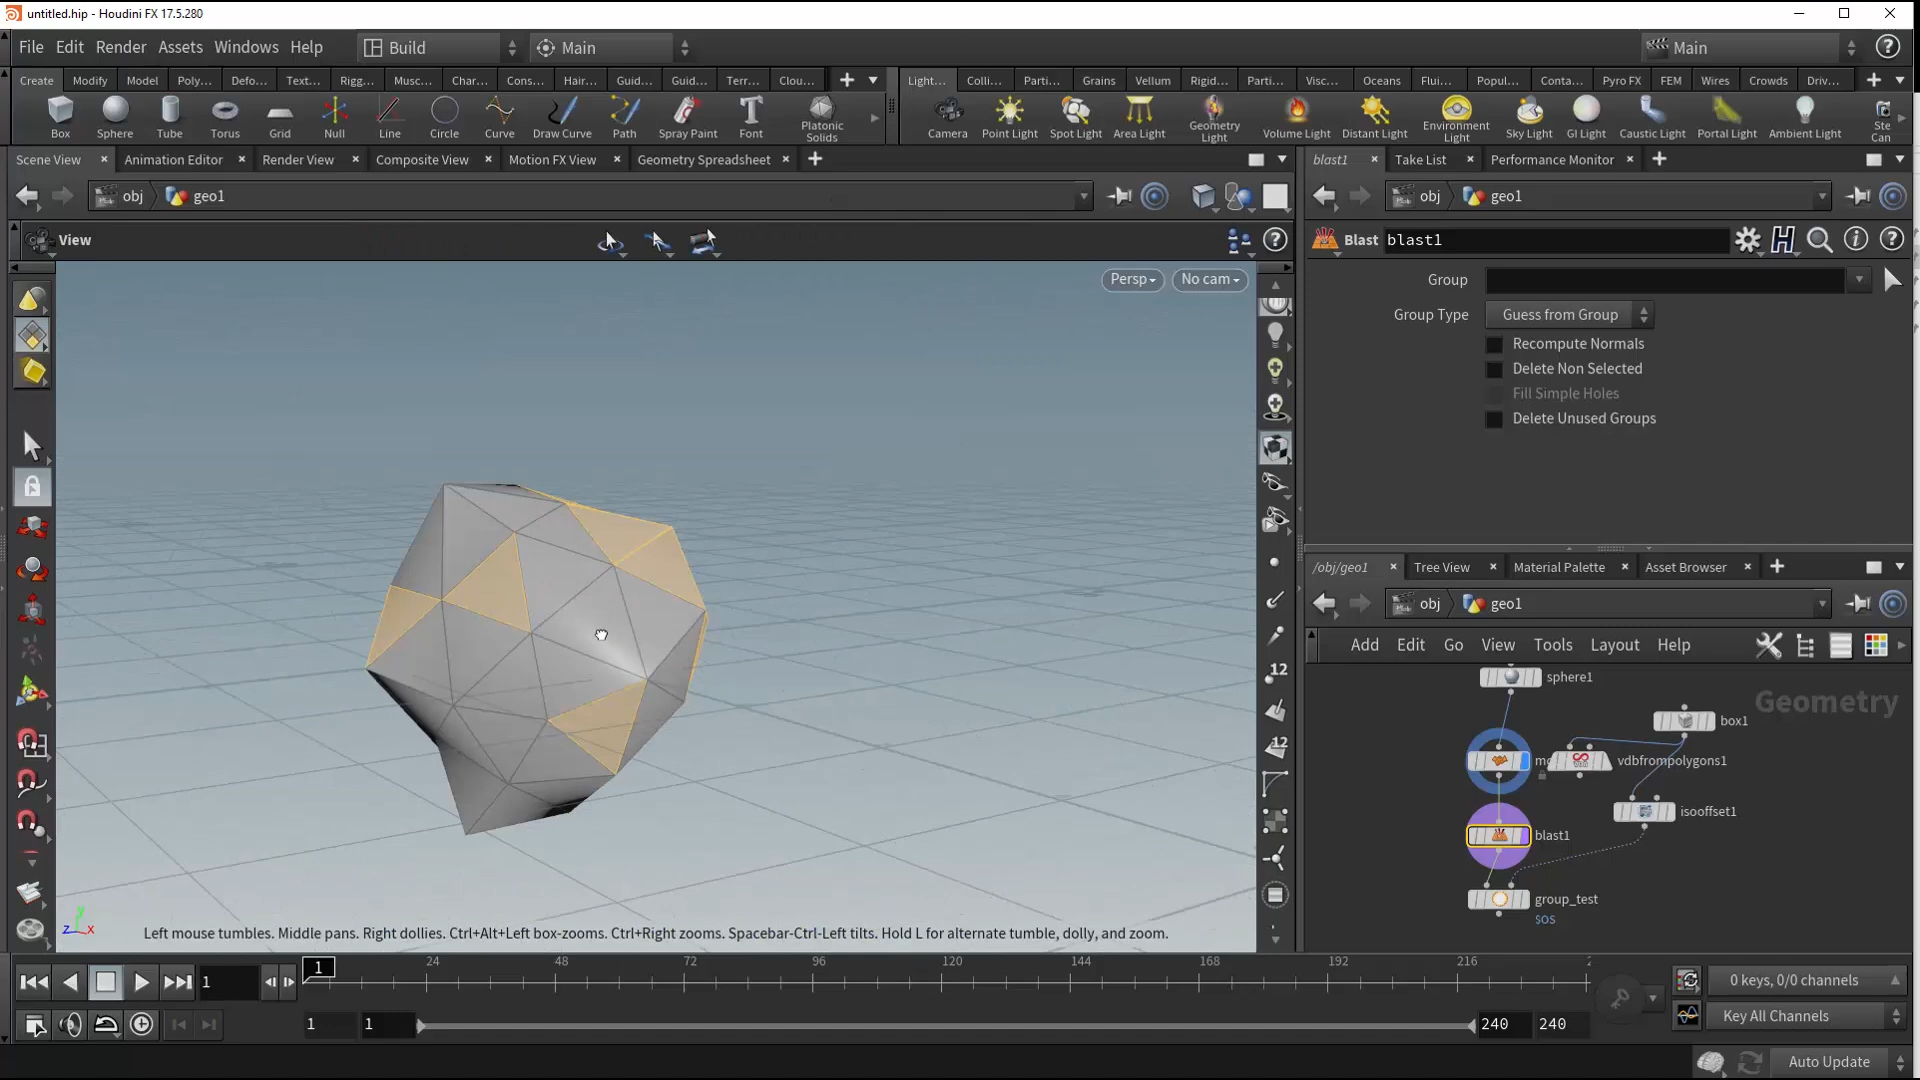 untitled.hip - Houdini FX 17.5.280
File Edit Render Assets Windows Help Build Main Main
Create Modify Model Poly... Defo... Text... Rigg... Musc... Char... Cons... Hair... Guid... Guid... Terr... Clou... Light... Colli... Parti... Grains Vellum Rigid... Parti... Visc... Oceans Flui... Popul... Conta... Pyro FX FEM Wires Crowds Driv...
Box Sphere Tube Torus Grid Null Line Circle Curve Draw Curve Path Spray Paint Font Platonic Solids Camera Point Light Spot Light Area Light Geometry Light Volume Light Distant Light Environment Light Sky Light GI Light Caustic Light Portal Light Ambient Light Ste Can
Scene View Animation Editor Render View Composite View Motion FX View Geometry Spreadsheet
obj geo1
View
Persp No cam
Left mouse tumbles. Middle pans. Right dollies. Ctrl+Alt+Left box-zooms. Ctrl+Right zooms. Spacebar-Ctrl-Left tilts. Hold L for alternate tumble, dolly, and zoom.
12
12
blast1 Take List Performance Monitor
obj geo1
Blast blast1
Group
Group Type Guess from Group
Recompute Normals
Delete Non Selected
Fill Simple Holes
Delete Unused Groups
/obj/geo1 Tree View Material Palette Asset Browser
obj geo1
Add Edit Go View Tools Layout Help
Geometry
sphere1
box1
vdbfrompolygons1
isooffset1
blast1
group_test
sos
1 1 24 48 72 96 120 144 168 192 216
0 keys, 0/0 channels
1 1 240 240
Key All Channels
Auto Update
z y x